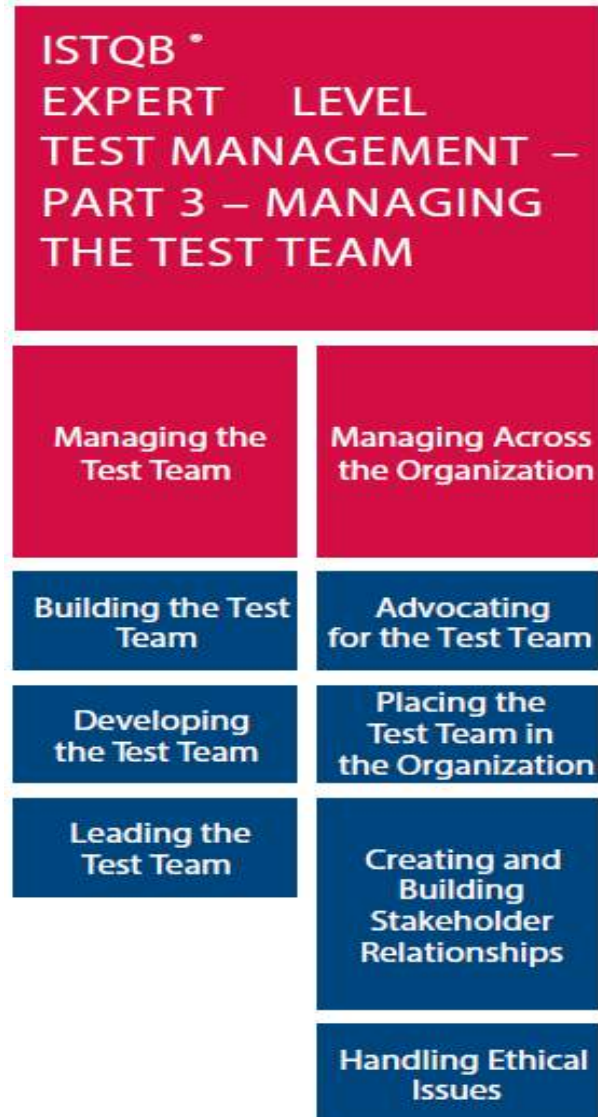 ISTQB ®
EXPERT LEVEL
TEST MANAGEMENT –
PART 3 – MANAGING
THE TEST TEAM
Managing the
Test Team
Managing Across
the Organization
Building the Test
Team
Advocating
for the Test Team
Developing
the Test Team
Placing the
Test Team in
the Organization
Leading the
Test Team
Creating and
Building
Stakeholder
Relationships
Handling Ethical
Issues